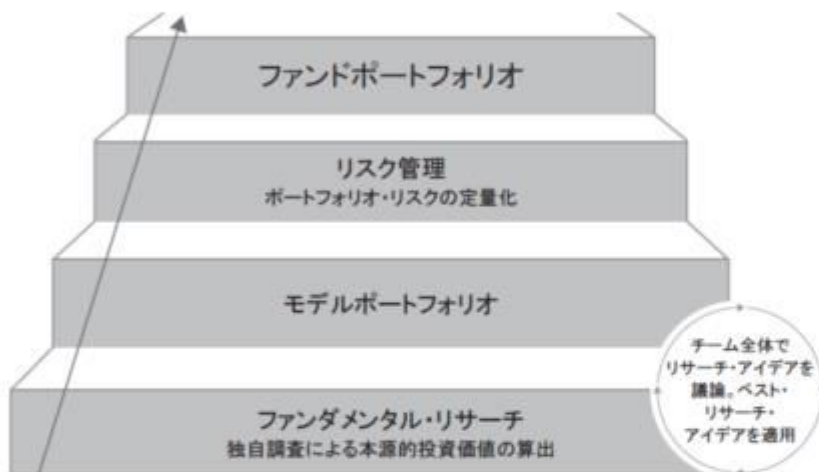 ファンドポートフォリオ
リスク管理
ポートフォリオ・リスクの定量化
モデルポートフォリオ
チーム全体で
リサーチ・アイデアを
議論。ベスト・
リサーチ・
アイデアを適用
ファンダメンタル・リサーチ
独自調査による本源的投資価値の算出